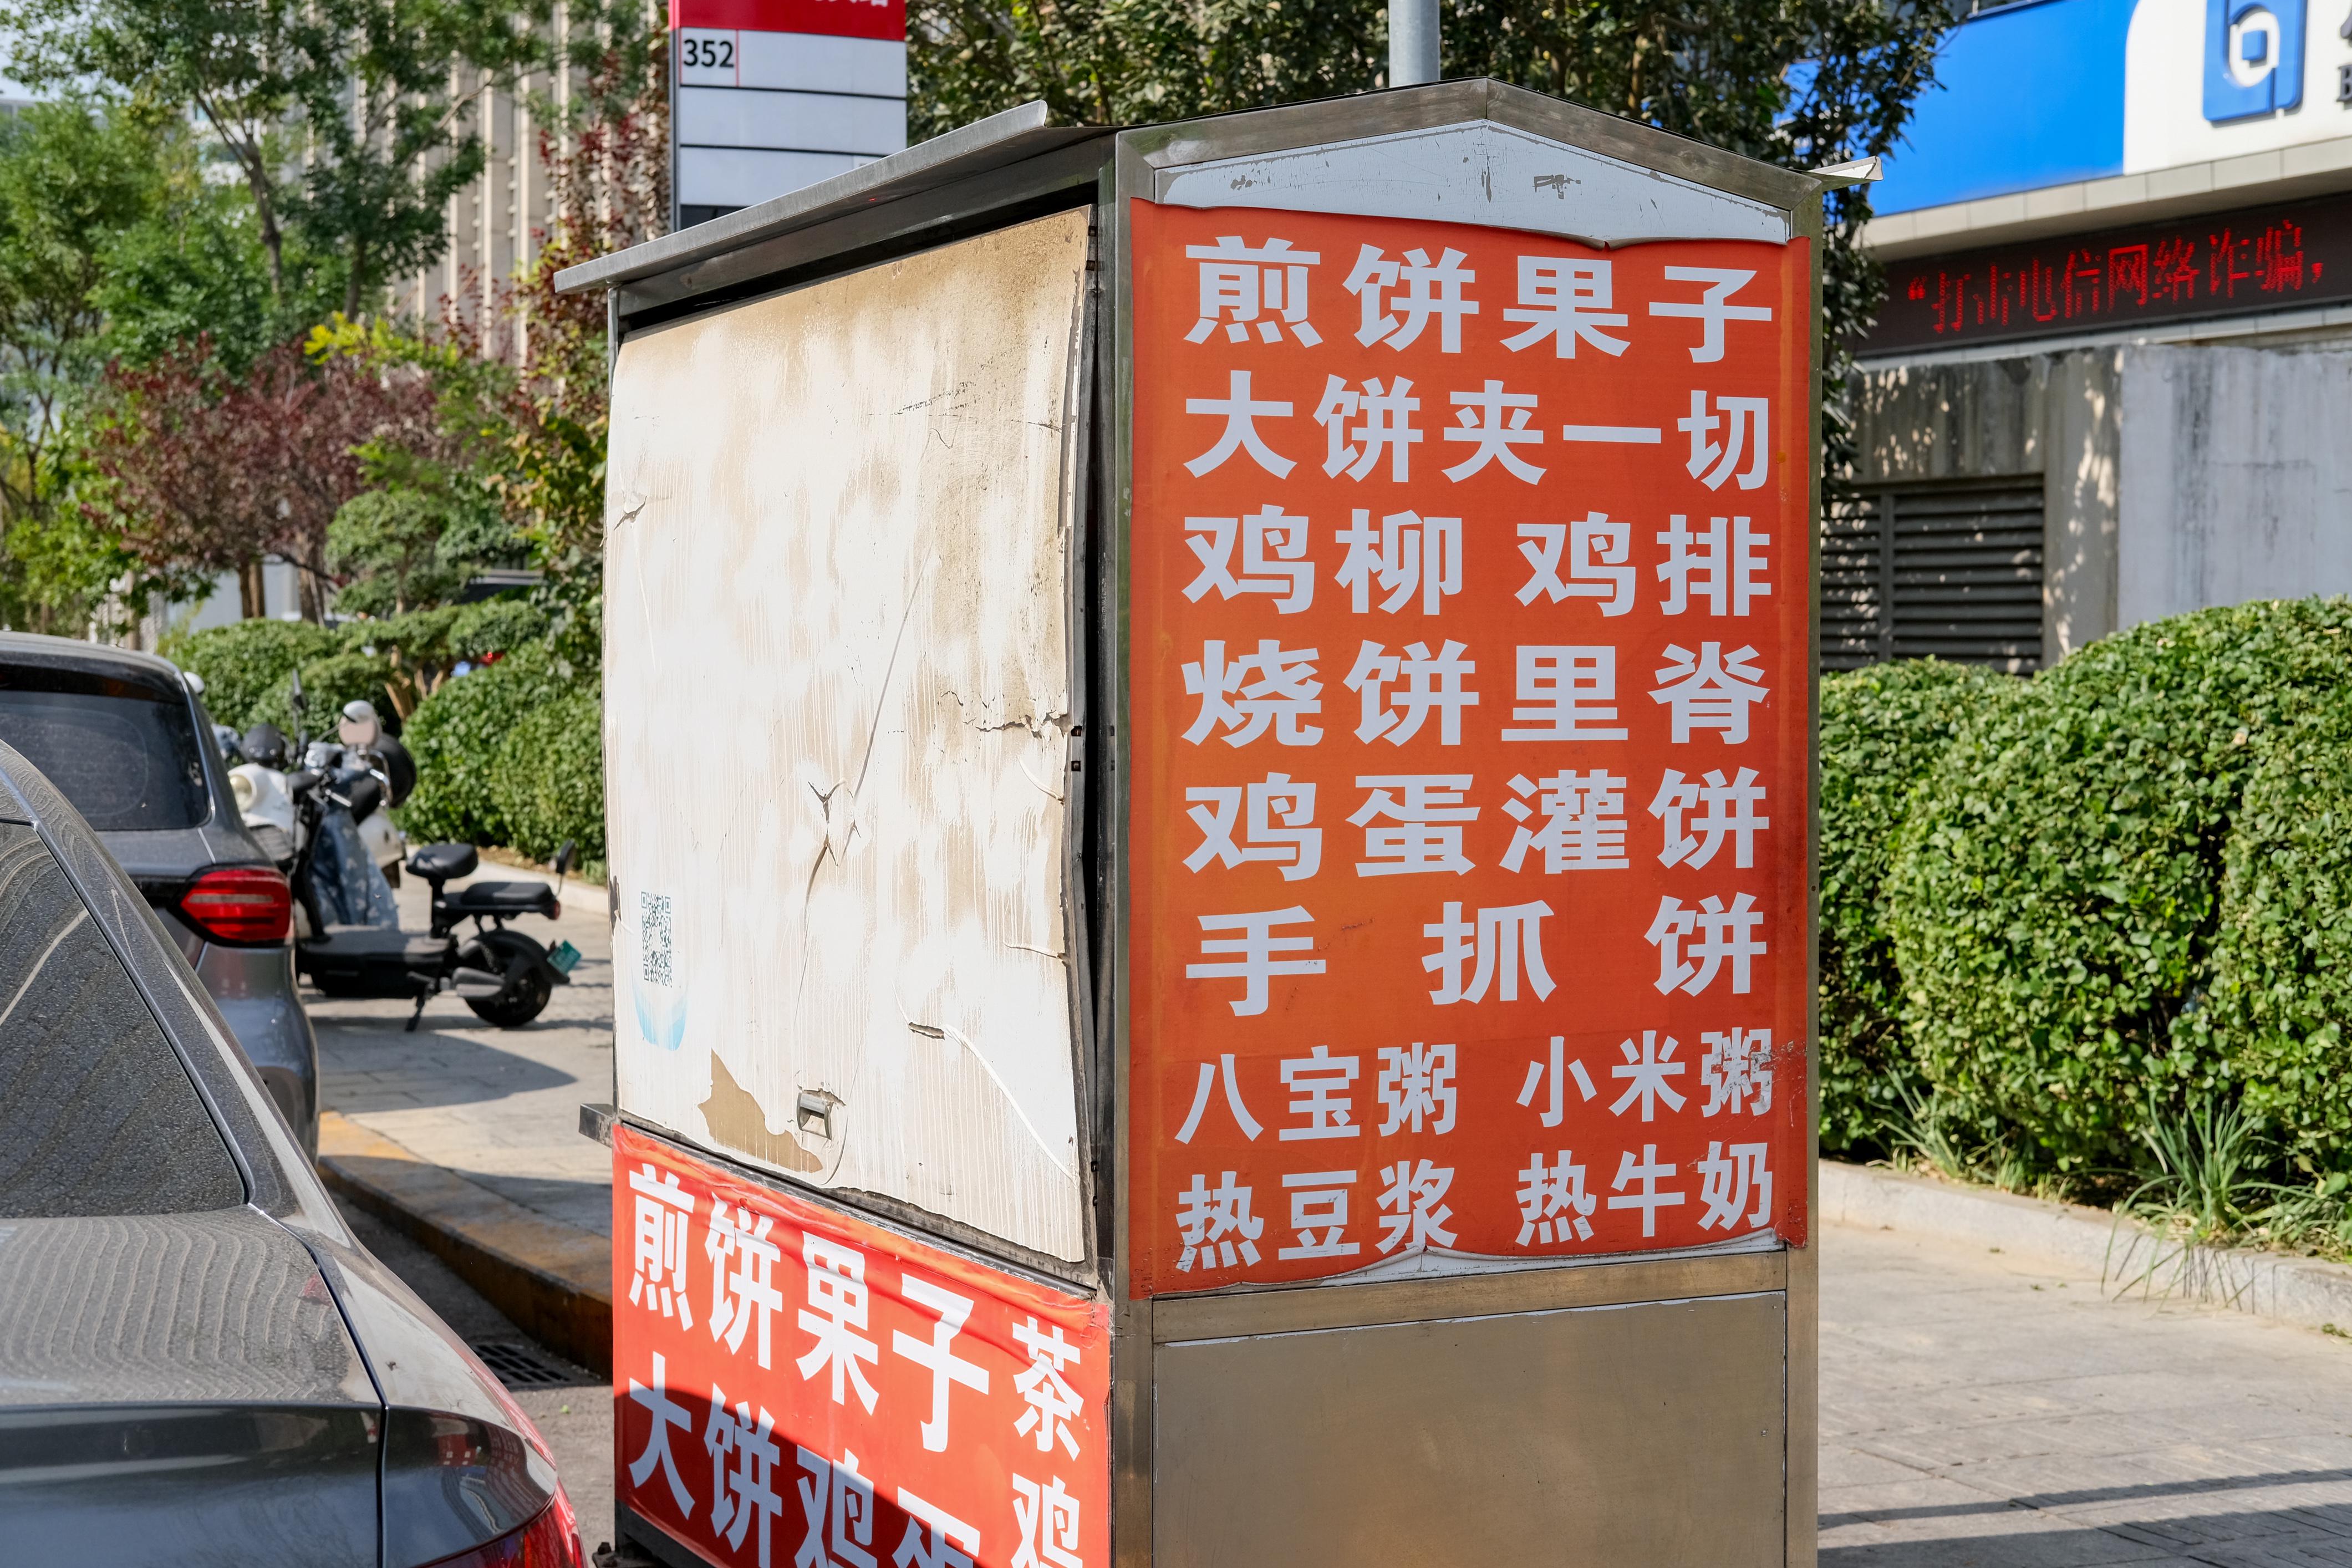 352
煎饼果子
大饼夹一切
鸡柳 鸡排
烧饼里脊
鸡蛋灌饼
手抓饼
八宝粥 小米粥
热豆浆 热牛奶
煎饼果子 茶
大饼鸡蛋 鸡
“打击电信网络诈骗，